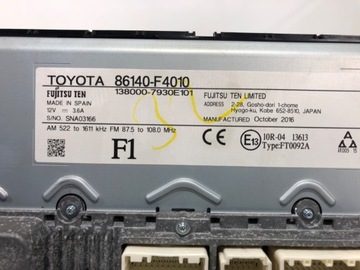 TOYOTA 86140-F4010
FUJITSU TEN 138000-7930E101
MADE IN SPAIN
12V ⎓ 3.6A
S/NO. SNA03166
FUJITSU TEN LIMITED
ADDRESS 2-28, Gosho-dori 1-chome
Hyogo-ku, Kobe 652-8510, JAPAN
MANUFACTURED October 2016
AM 522 to 1611 kHz FM 87.5 to 108.0 MHz
F1
CE E13 10R-04 13613
Type:FT0092A